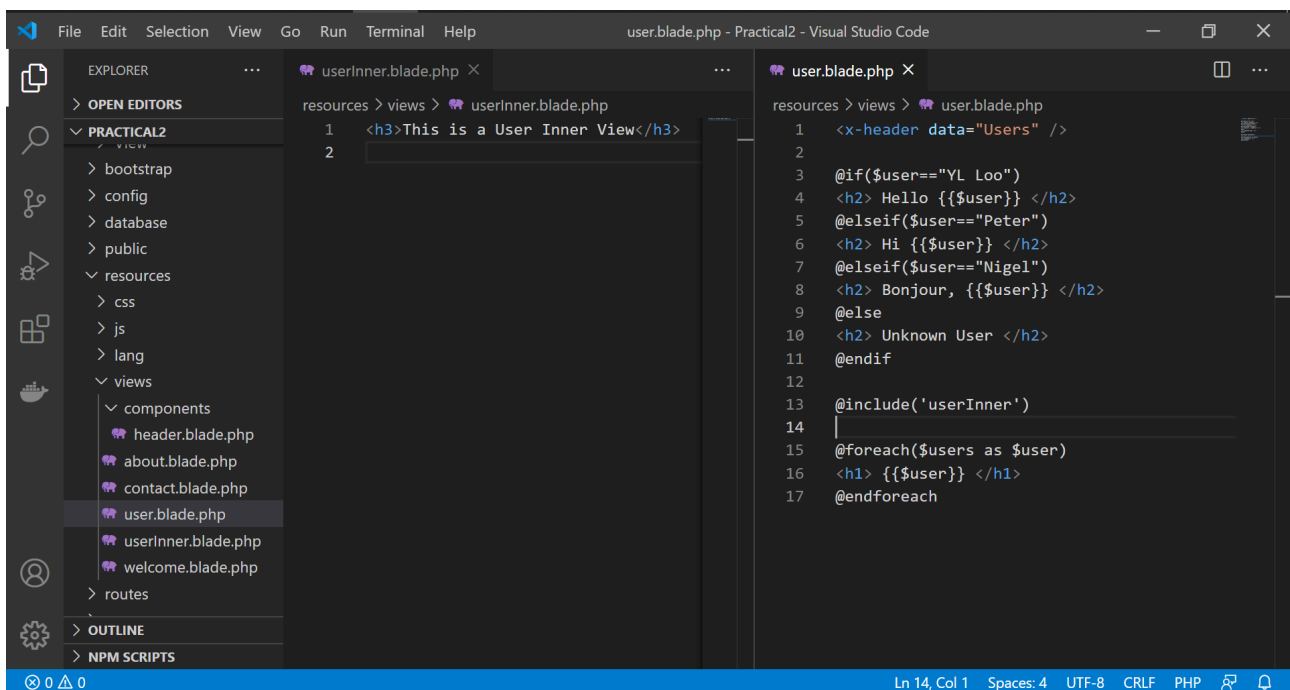 File Edit Selection View Go Run Terminal Help user.blade.php - Practical2 - Visual Studio Code
EXPLORER
OPEN EDITORS
PRACTICAL2
View
bootstrap
config
database
public
resources
css
js
lang
views
components
header.blade.php
about.blade.php
contact.blade.php
user.blade.php
userInner.blade.php
welcome.blade.php
routes
OUTLINE
NPM SCRIPTS
userInner.blade.php
resources > views > userInner.blade.php
1 <h3>This is a User Inner View</h3>
2
user.blade.php
resources > views > user.blade.php
1 <x-header data="Users" />
2
3 @if($user=="YL Loo")
4 <h2> Hello {{$user}} </h2>
5 @elseif($user=="Peter")
6 <h2> Hi {{$user}} </h2>
7 @elseif($user=="Nigel")
8 <h2> Bonjour, {{$user}} </h2>
9 @else
10 <h2> Unknown User </h2>
11 @endif
12
13 @include('userInner')
14
15 @foreach($users as $user)
16 <h1> {{$user}} </h1>
17 @endforeach
0 0 Ln 14, Col 1 Spaces: 4 UTF-8 CRLF PHP